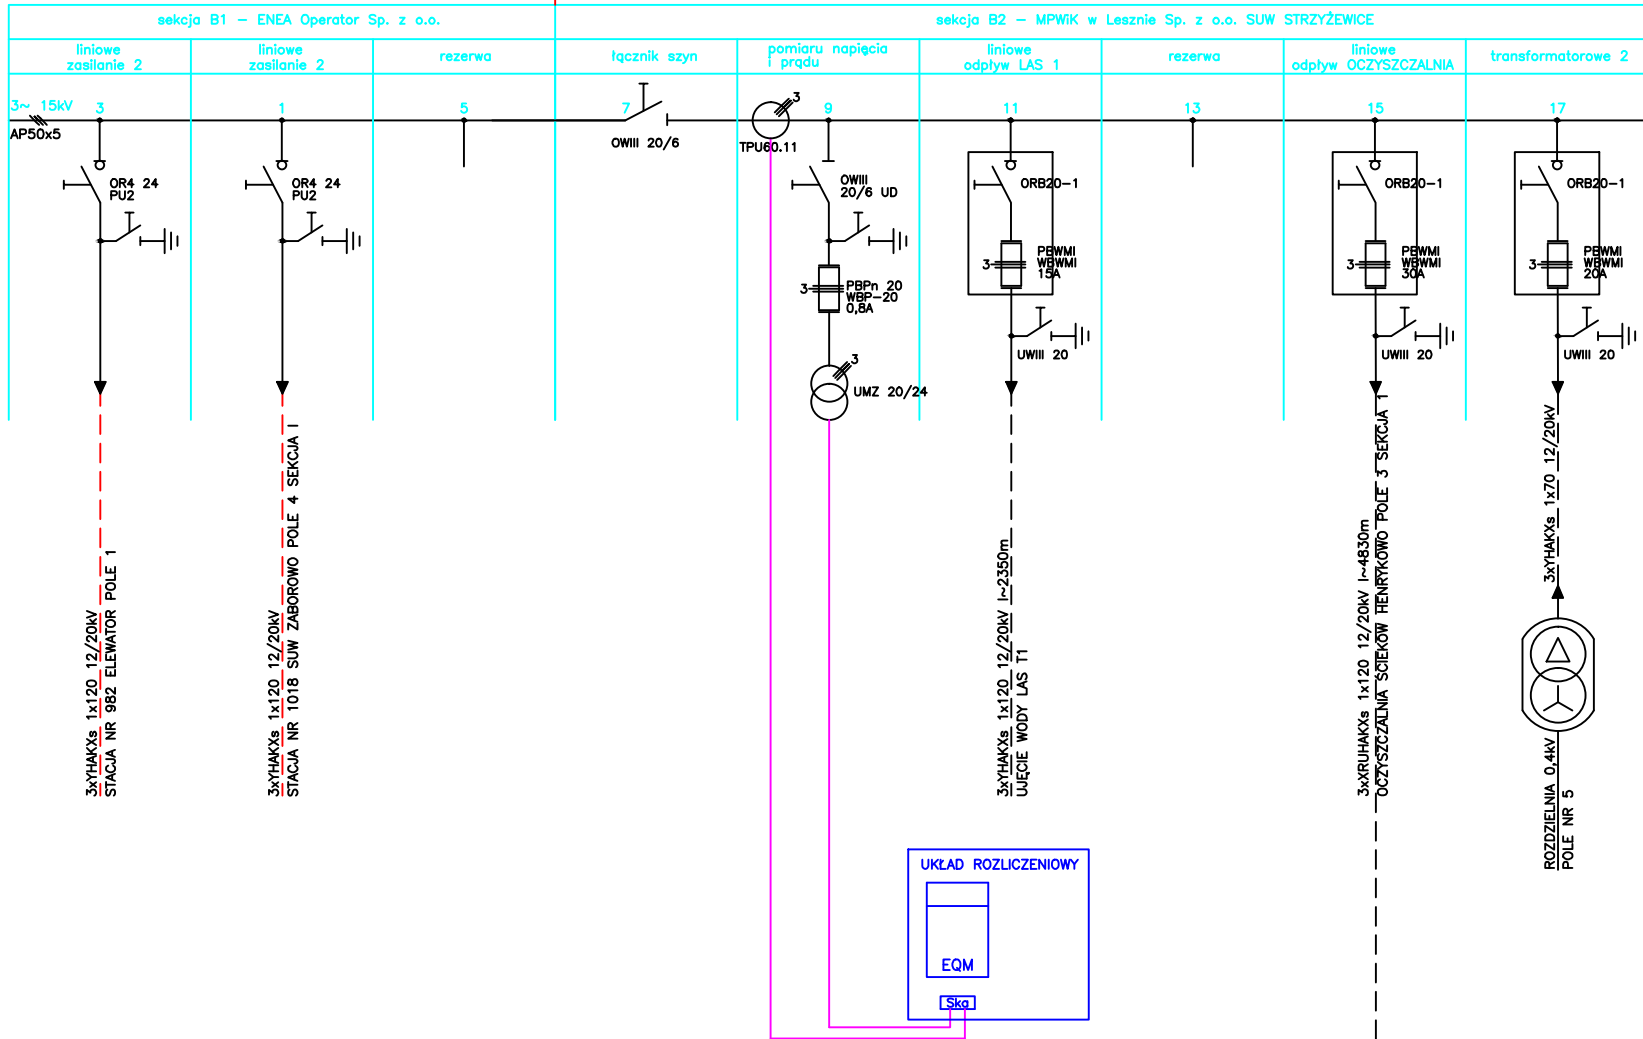 sekcja B1 – ENEA Operator Sp. z o.o.
sekcja B2 – MPWiK w Lesznie Sp. z o.o. SUW STRZYŻEWICE
liniowe
zasilanie 2
liniowe
zasilanie 2
rezerwa
łącznik szyn
pomiaru napięcia
i prądu
liniowe
odpływ LAS 1
rezerwa
liniowe
odpływ OCZYSZCZALNIA
transformatorowe 2
3~ 15kV
3
1
5
7
3
9
11
13
15
17
AP50x5
OWIII 20/6
TPU60.11
OR4 24
PU2
OR4 24
PU2
OWIII
20/6 UD
ORB20-1
ORB20-1
ORB20-1
3
PBPn 20
WBP-20
0,8A
3
PBWMI
WBWMI
15A
3
PBWMI
WBWMI
30A
3
PBWMI
WBWMI
20A
UWIII 20
UWIII 20
UWIII 20
3
UMZ 20/24
3xYHAKXs 1x120 12/20kV
STACJA NR 982 ELEWATOR POLE 1
3xYHAKXs 1x120 12/20kV
STACJA NR 1018 SUW ZABOROWO POLE 4 SEKCJA I
3xYHAKXs 1x120 12/20kV l~2350m
UJĘCIE WODY LAS T1
3xXRUHAKXs 1x120 12/20kV l~4830m
OCZYSZCZALNIA ŚCIEKÓW HENRYKOWO POLE 3 SEKCJA 1
3xYHAKXs 1x70 12/20kV
ROZDZIELNIA 0,4kV
POLE NR 5
UKŁAD ROZLICZENIOWY
EQM
Ska